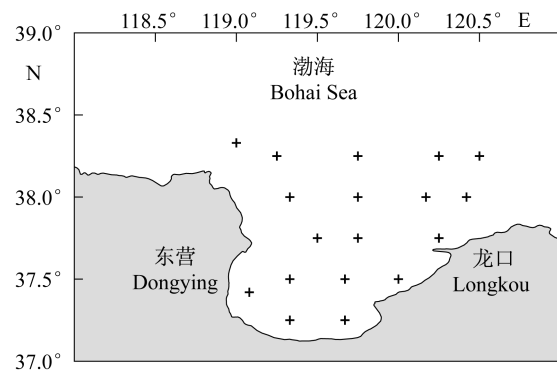 118.5° 119.0° 119.5° 120.0° 120.5° E
39.0°
N
渤海
Bohai Sea
38.5°
38.0°
东营
Dongying
龙口
Longkou
37.5°
37.0°